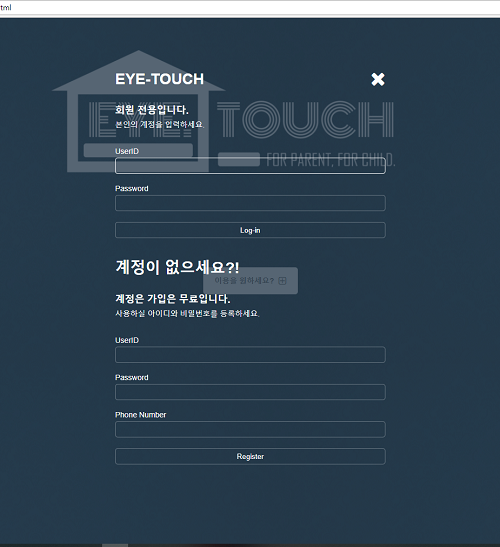 tml
EYE-TOUCH
EYE, TOUCH
회원 전용입니다.
본인의 계정을 입력하세요.
FOR PARENT, FOR CHILD.
UserID
Password
Log-in
계정이 없으세요?!
이용을 원하세요?
계정은 가입은 무료입니다.
사용하실 아이디와 비밀번호를 등록하세요.
UserID
Password
Phone Number
Register